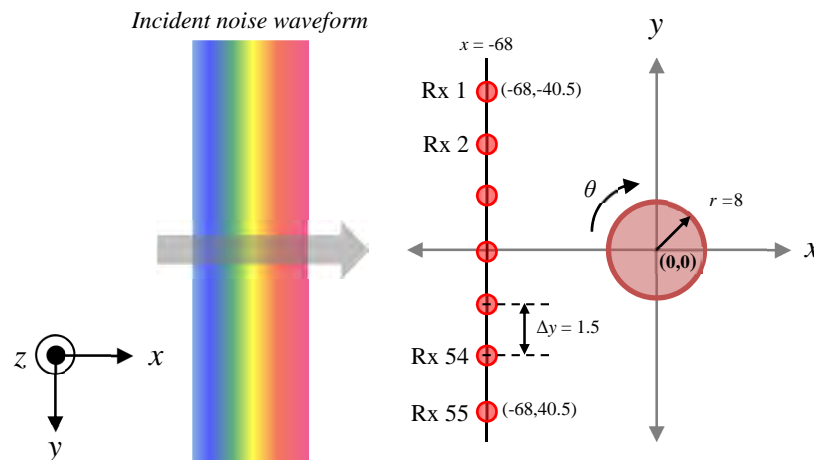 Incident noise waveform
x = -68
y
Rx 1
(-68,-40.5)
Rx 2
θ
r =8
x
(0,0)
Δy = 1.5
z
x
Rx 54
y
Rx 55
(-68,40.5)